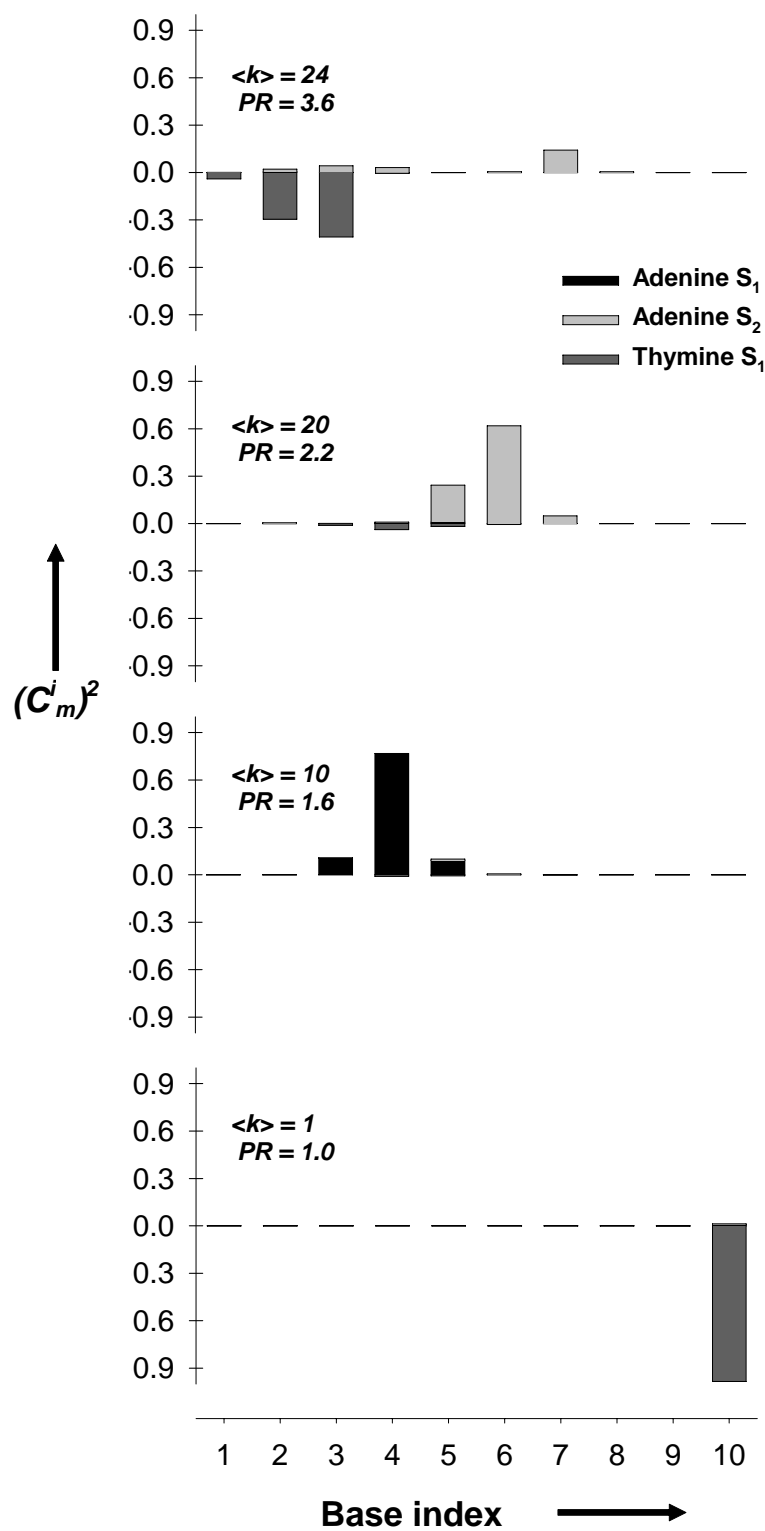 0.9
0.6
<k> = 24
PR = 3.6
0.3
0.0
-0.3
-0.6
-0.9
Adenine S1
Adenine S2
Thymine S1
0.9
0.6
<k> = 20
PR = 2.2
0.3
0.0
-0.3
-0.6
-0.9
(C^i_m)^2
0.9
0.6
<k> = 10
PR = 1.6
0.3
0.0
-0.3
-0.6
-0.9
0.9
0.6
<k> = 1
PR = 1.0
0.3
0.0
0.3
0.6
0.9
1 2 3 4 5 6 7 8 9 10
Base index